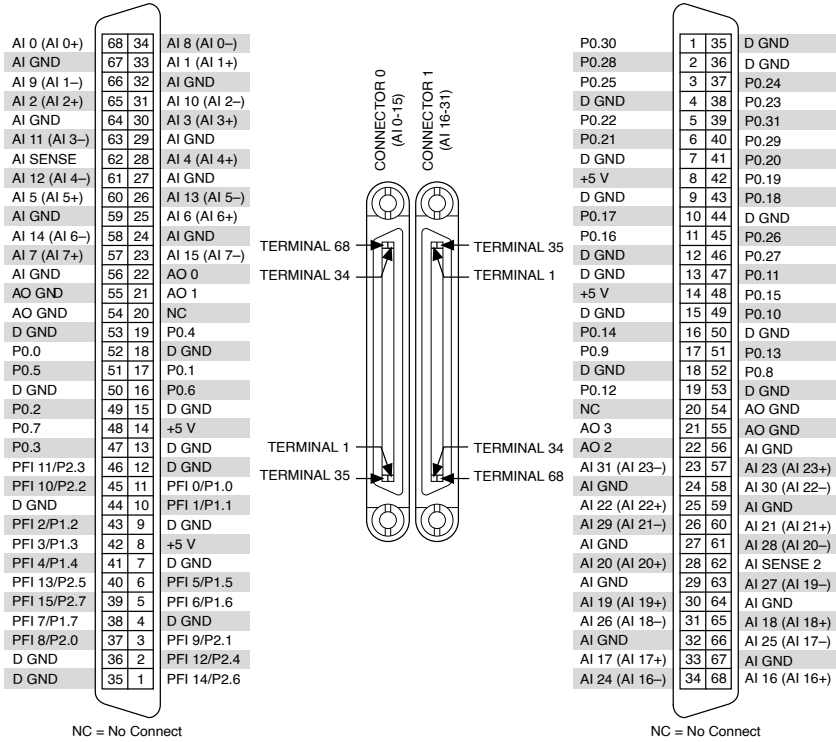 AI 0 (AI 0+) 68 34 AI 8 (AI 0–)
AI GND 67 33 AI 1 (AI 1+)
AI 9 (AI 1–) 66 32 AI GND
AI 2 (AI 2+) 65 31 AI 10 (AI 2–)
AI GND 64 30 AI 3 (AI 3+)
AI 11 (AI 3–) 63 29 AI GND
AI SENSE 62 28 AI 4 (AI 4+)
AI 12 (AI 4–) 61 27 AI GND
AI 5 (AI 5+) 60 26 AI 13 (AI 5–)
AI GND 59 25 AI 6 (AI 6+)
AI 14 (AI 6–) 58 24 AI GND
AI 7 (AI 7+) 57 23 AI 15 (AI 7–)
AI GND 56 22 AO 0
AO GND 55 21 AO 1
AO GND 54 20 NC
D GND 53 19 P0.4
P0.0 52 18 D GND
P0.5 51 17 P0.1
D GND 50 16 P0.6
P0.2 49 15 D GND
P0.7 48 14 +5 V
P0.3 47 13 D GND
PFI 11/P2.3 46 12 D GND
PFI 10/P2.2 45 11 PFI 0/P1.0
D GND 44 10 PFI 1/P1.1
PFI 2/P1.2 43 9 D GND
PFI 3/P1.3 42 8 +5 V
PFI 4/P1.4 41 7 D GND
PFI 13/P2.5 40 6 PFI 5/P1.5
PFI 15/P2.7 39 5 PFI 6/P1.6
PFI 7/P1.7 38 4 D GND
PFI 8/P2.0 37 3 PFI 9/P2.1
D GND 36 2 PFI 12/P2.4
D GND 35 1 PFI 14/P2.6
NC = No Connect
CONNECTOR 0
(AI 0-15)
CONNECTOR 1
(AI 16-31)
TERMINAL 68
TERMINAL 34
TERMINAL 35
TERMINAL 1
TERMINAL 1
TERMINAL 35
TERMINAL 34
TERMINAL 68
P0.30 1 35 D GND
P0.28 2 36 D GND
P0.25 3 37 P0.24
D GND 4 38 P0.23
P0.22 5 39 P0.31
P0.21 6 40 P0.29
D GND 7 41 P0.20
+5 V 8 42 P0.19
D GND 9 43 P0.18
P0.17 10 44 D GND
P0.16 11 45 P0.26
D GND 12 46 P0.27
D GND 13 47 P0.11
+5 V 14 48 P0.15
D GND 15 49 P0.10
P0.14 16 50 D GND
P0.9 17 51 P0.13
D GND 18 52 P0.8
P0.12 19 53 D GND
NC 20 54 AO GND
AO 3 21 55 AO GND
AO 2 22 56 AI GND
AI 31 (AI 23–) 23 57 AI 23 (AI 23+)
AI GND 24 58 AI 30 (AI 22–)
AI 22 (AI 22+) 25 59 AI GND
AI 29 (AI 21–) 26 60 AI 21 (AI 21+)
AI GND 27 61 AI 28 (AI 20–)
AI 20 (AI 20+) 28 62 AI SENSE 2
AI GND 29 63 AI 27 (AI 19–)
AI 19 (AI 19+) 30 64 AI GND
AI 26 (AI 18–) 31 65 AI 18 (AI 18+)
AI GND 32 66 AI 25 (AI 17–)
AI 17 (AI 17+) 33 67 AI GND
AI 24 (AI 16–) 34 68 AI 16 (AI 16+)
NC = No Connect